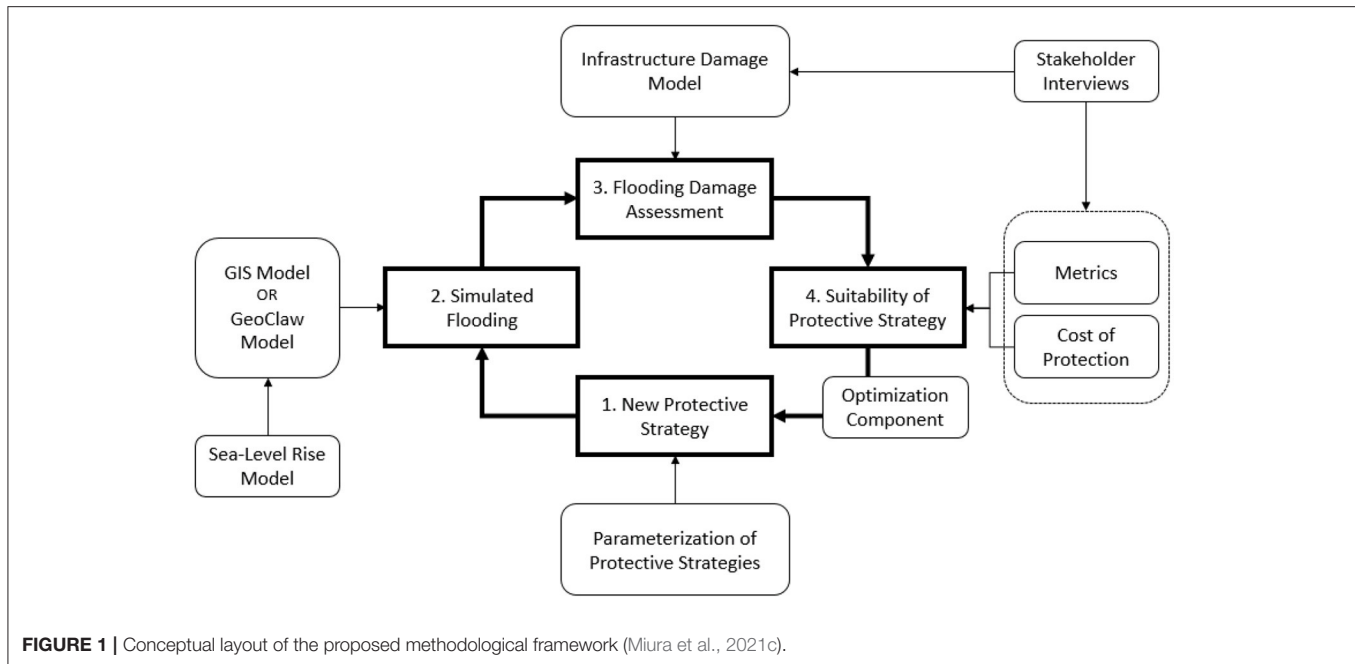 Infrastructure Damage
Model
Stakeholder
Interviews
3. Flooding Damage
Assessment
GIS Model
OR
GeoClaw
Model
2. Simulated
Flooding
4. Suitability of
Protective Strategy
Metrics
Cost of
Protection
Optimization
Component
1. New Protective
Strategy
Sea-Level Rise
Model
Parameterization of
Protective Strategies
FIGURE 1 | Conceptual layout of the proposed methodological framework (Miura et al., 2021c).